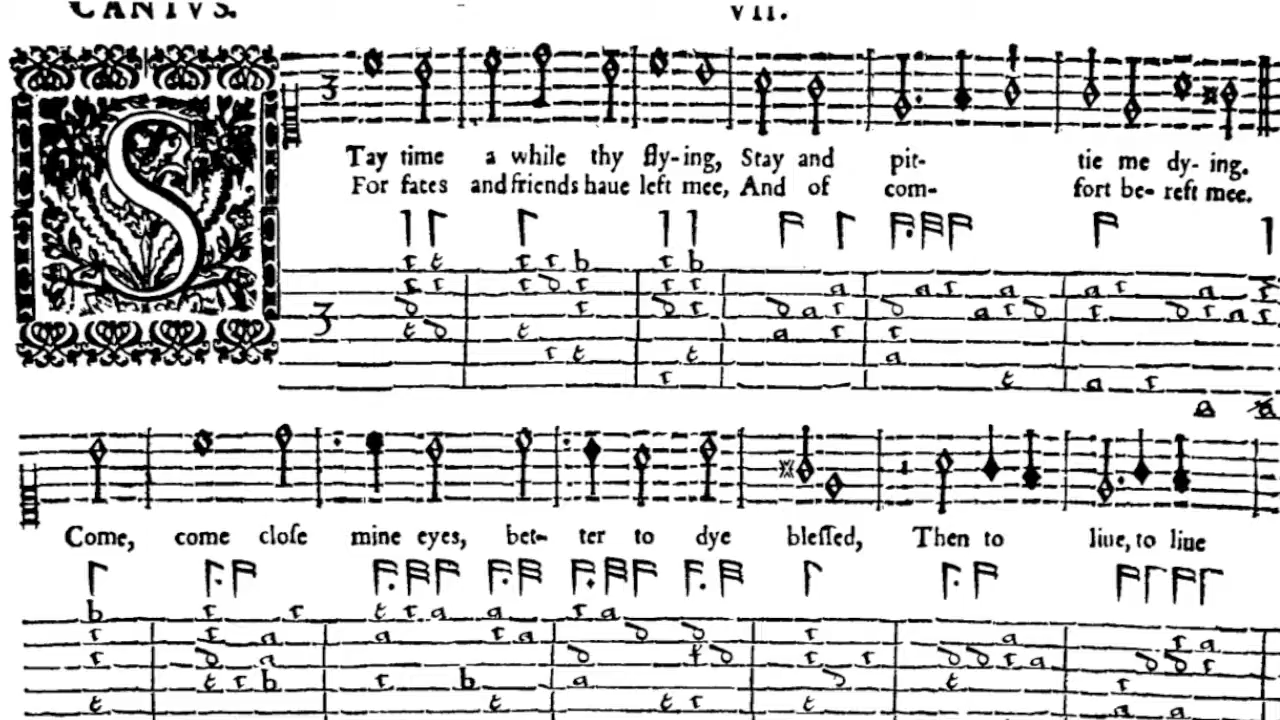 CANTVS. VII.
STay time a while thy fly-ing, Stay and pit- tie me dy- ing.
For fates and friends haue left mee, And of com- fort be- reft mee.
Come, come close mine eyes, bet- ter to dye blessed, Then to liue, to liue